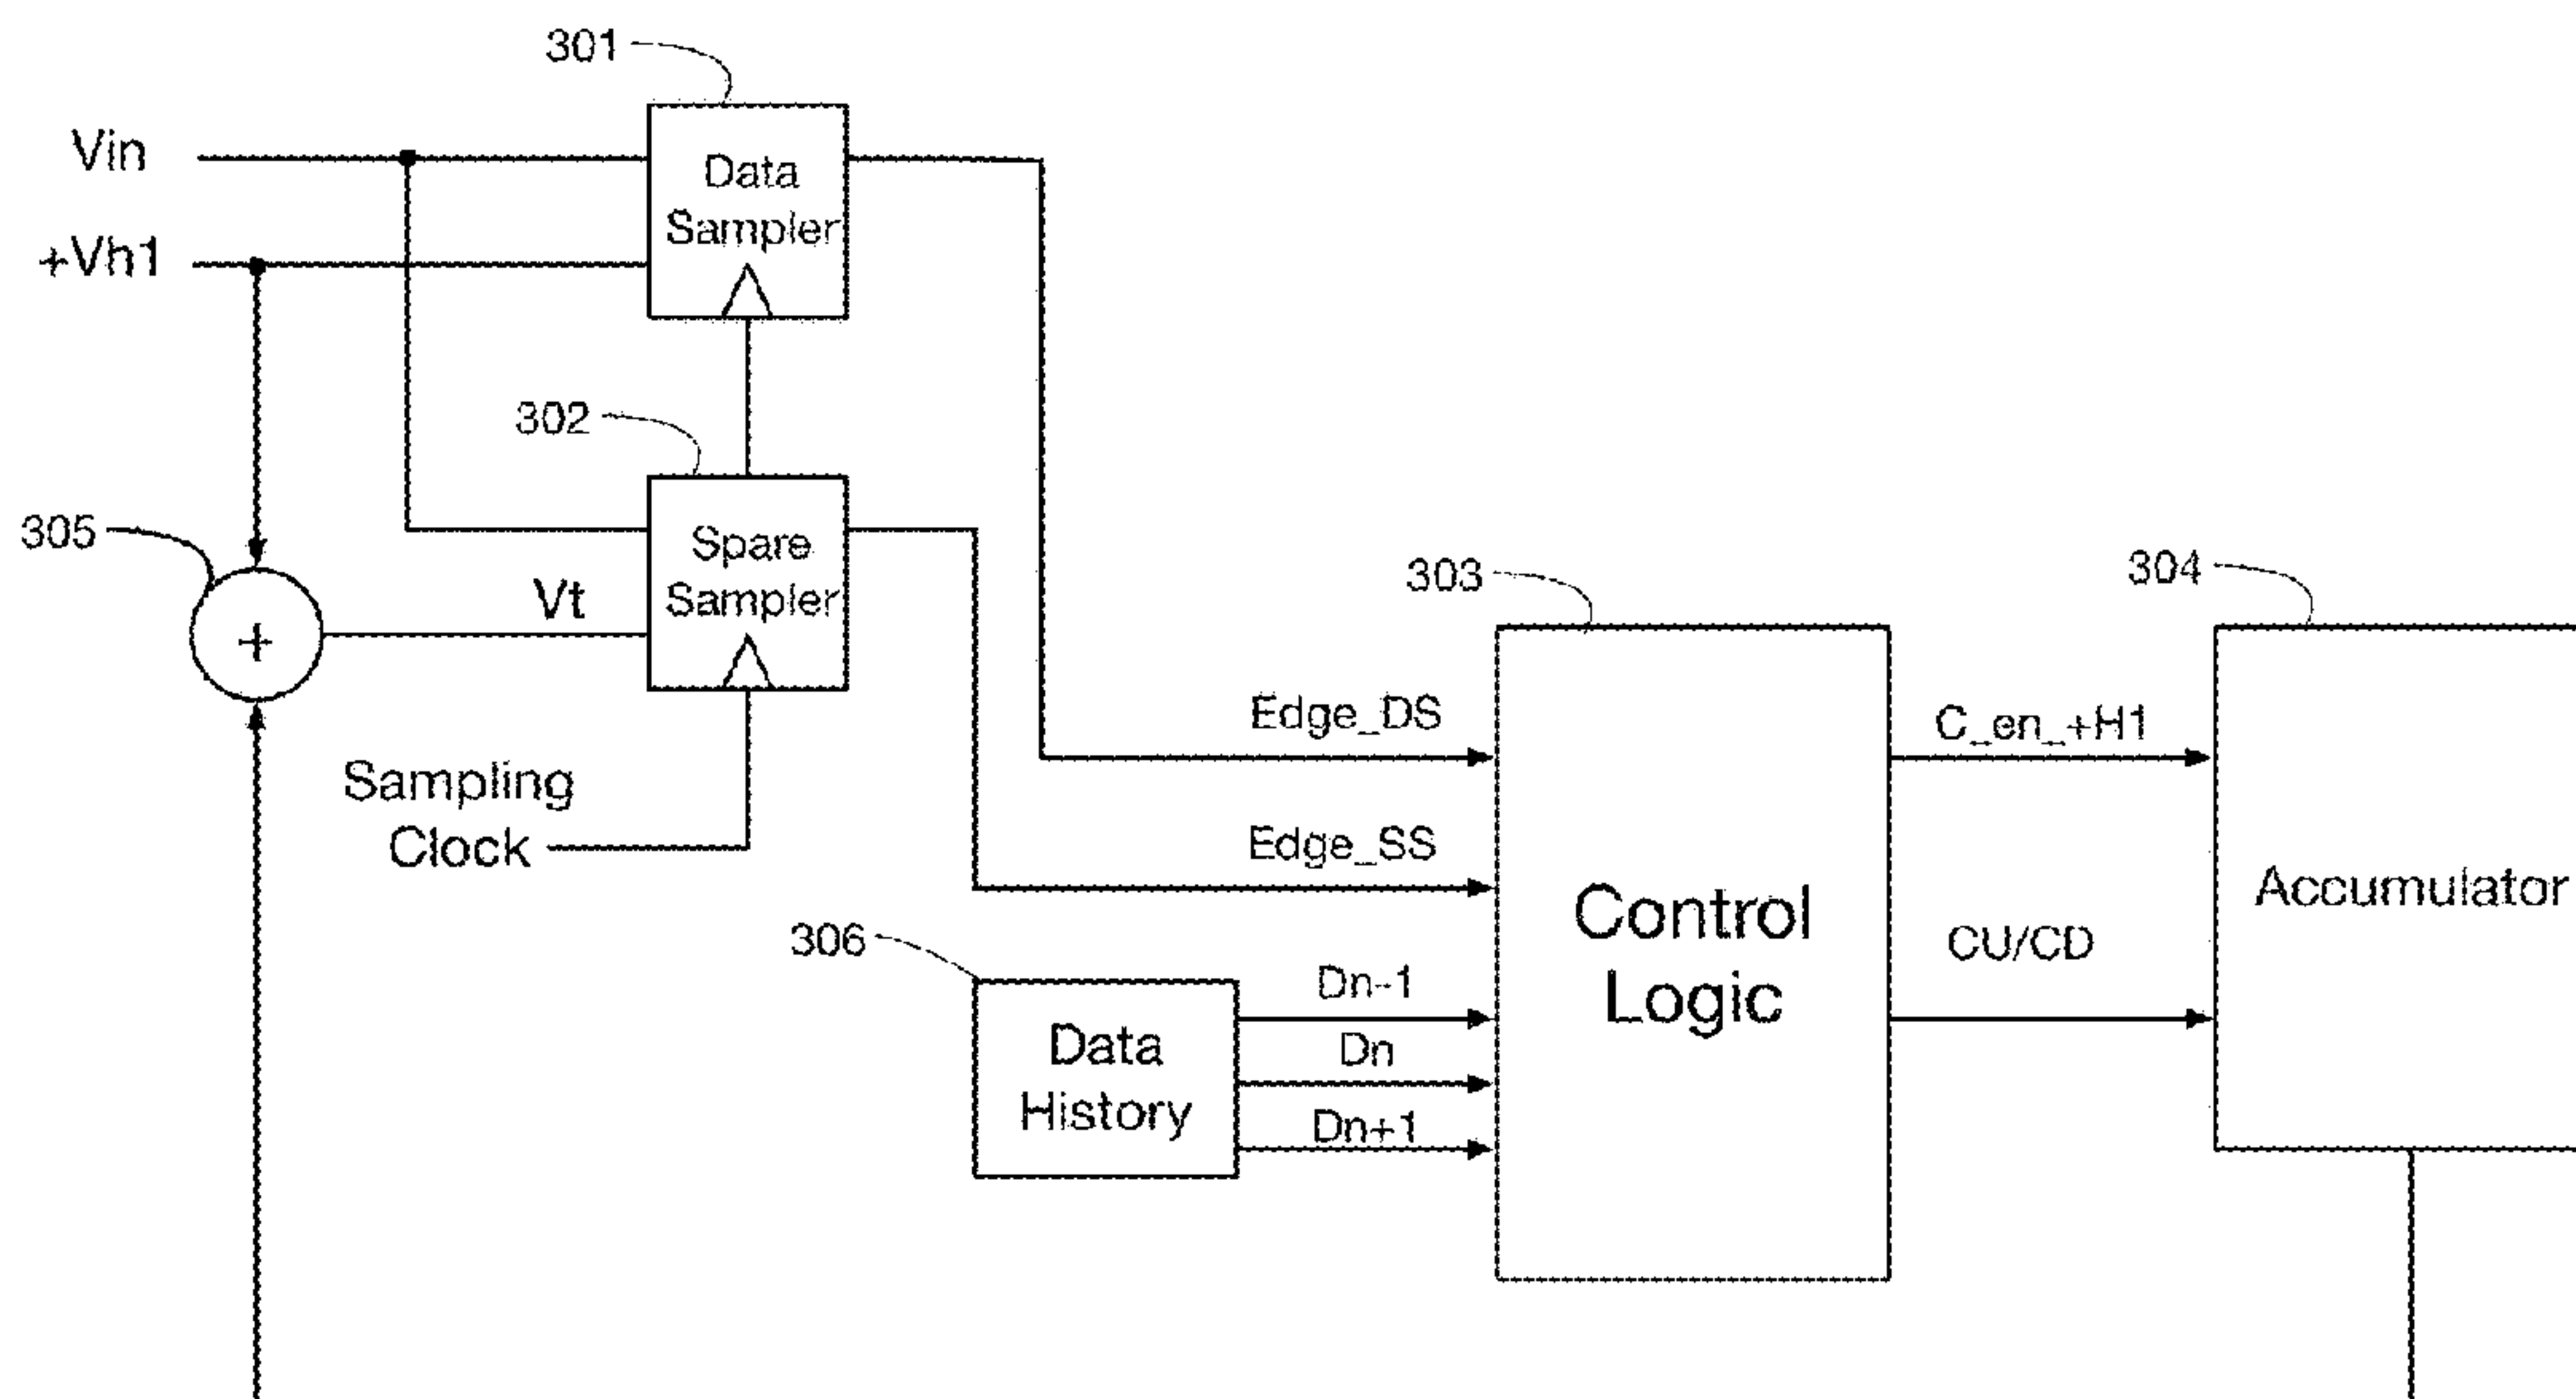 301
Vin
Data
Sampler
+Vh1
302
305
Spare
Sampler
Vt
303
304
Sampling
Clock
Edge_DS
C_en_+H1
Edge_SS
Control
Logic
Accumulator
CU/CD
306
Data
History
Dn-1
Dn
Dn+1
+